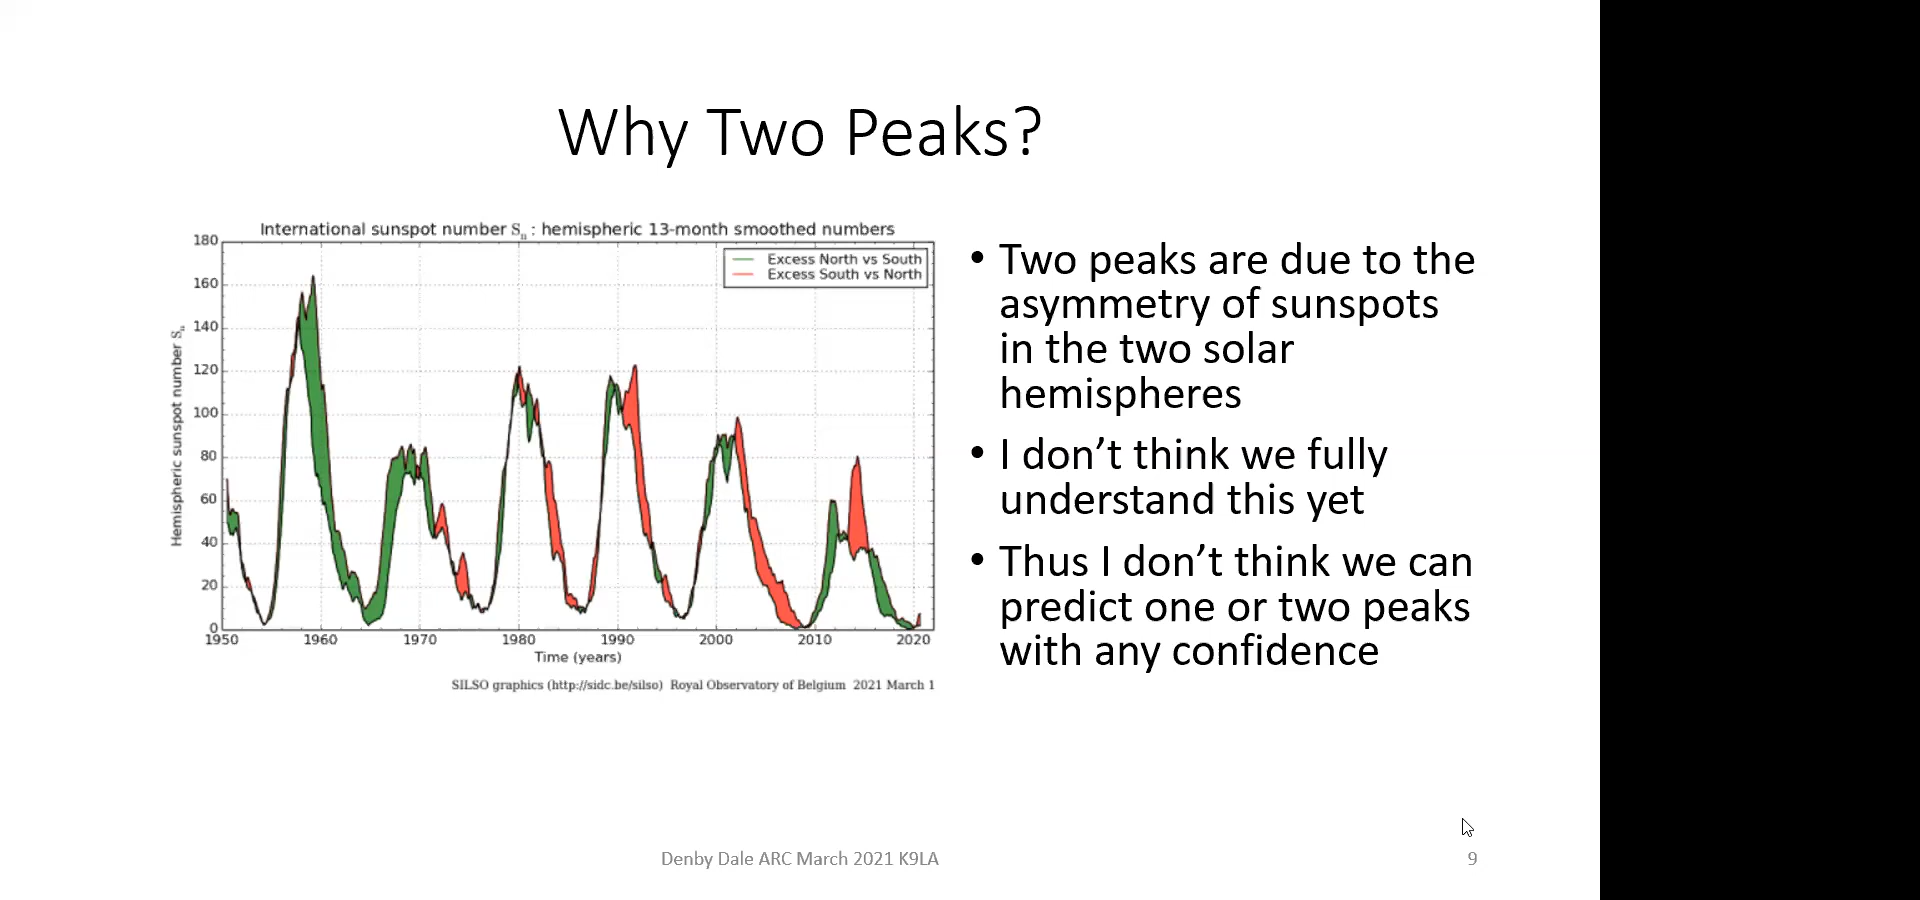 Why Two Peaks?
International sunspot number Sn : hemispheric 13-month smoothed numbers
Excess North vs South
Excess South vs North
Hemispheric sunspot number Sn
180
160
140
120
100
80
60
40
20
0
1950 1960 1970 1980 1990 2000 2010 2020
Time (years)
SILSO graphics (http://sidc.be/silso) Royal Observatory of Belgium 2021 March 1
• Two peaks are due to the
asymmetry of sunspots
in the two solar
hemispheres
• I don’t think we fully
understand this yet
• Thus I don’t think we can
predict one or two peaks
with any confidence
Denby Dale ARC March 2021 K9LA
9